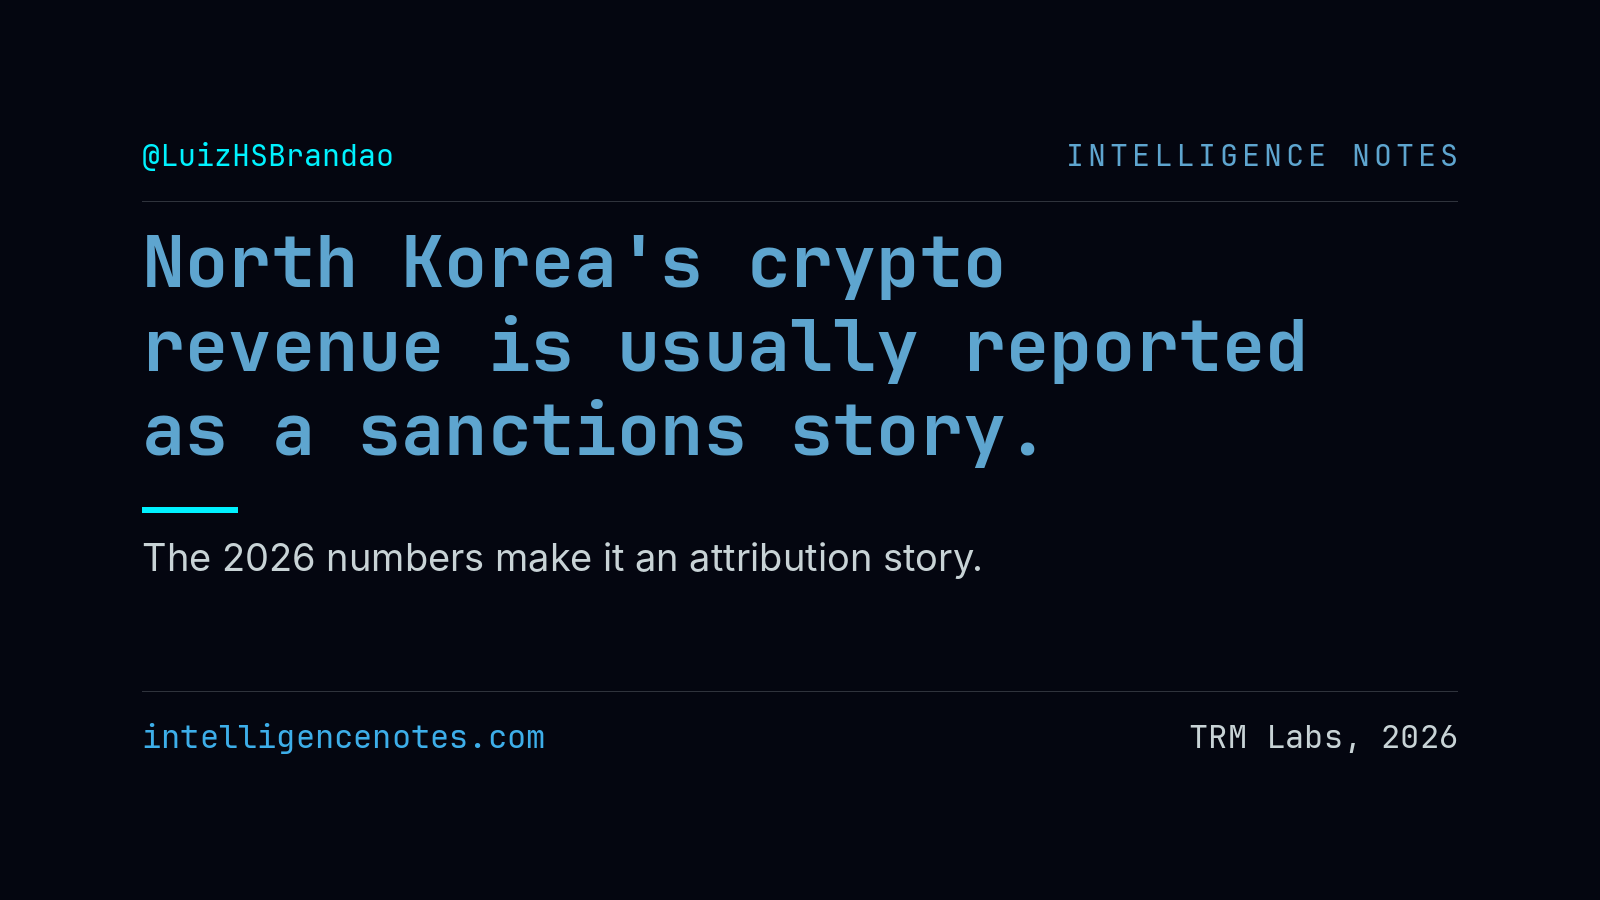 @LuizHSBrandao
INTELLIGENCE NOTES
North Korea's crypto
revenue is usually reported
as a sanctions story.
The 2026 numbers make it an attribution story.
intelligencenotes.com
TRM Labs, 2026